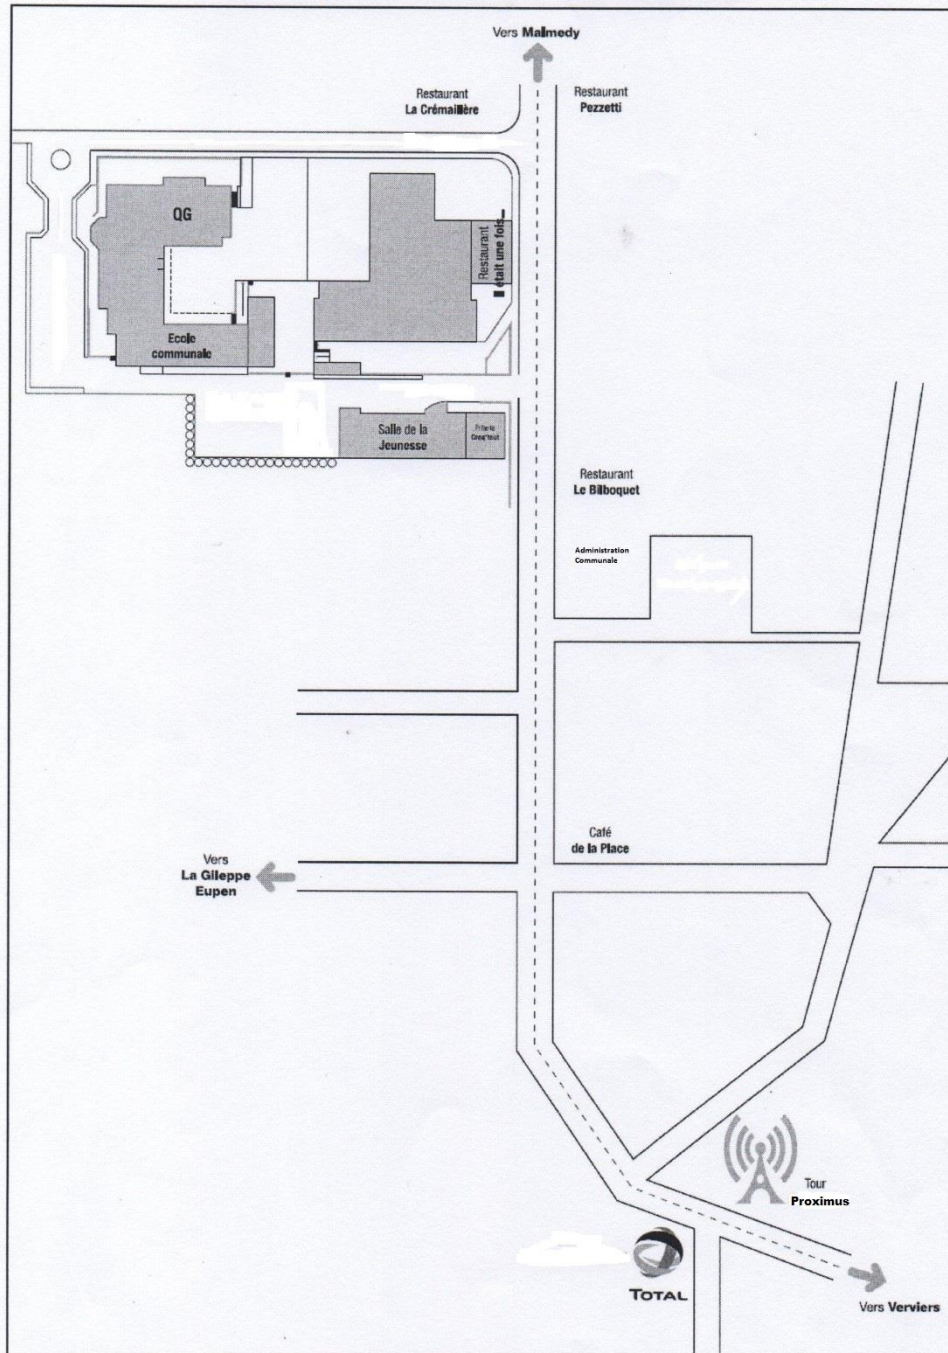 Vers Malmedy
Restaurant
La Crémaillère
Restaurant
Pezzetti
QG
Restaurant
était une fois...
Ecole
communale
Salle de la
Jeunesse
Restaurant
Le Bilboquet
Administration
Communale
Café
de la Place
Vers
La Gileppe
Eupen
Tour
Proximus
TOTAL
Vers Verviers